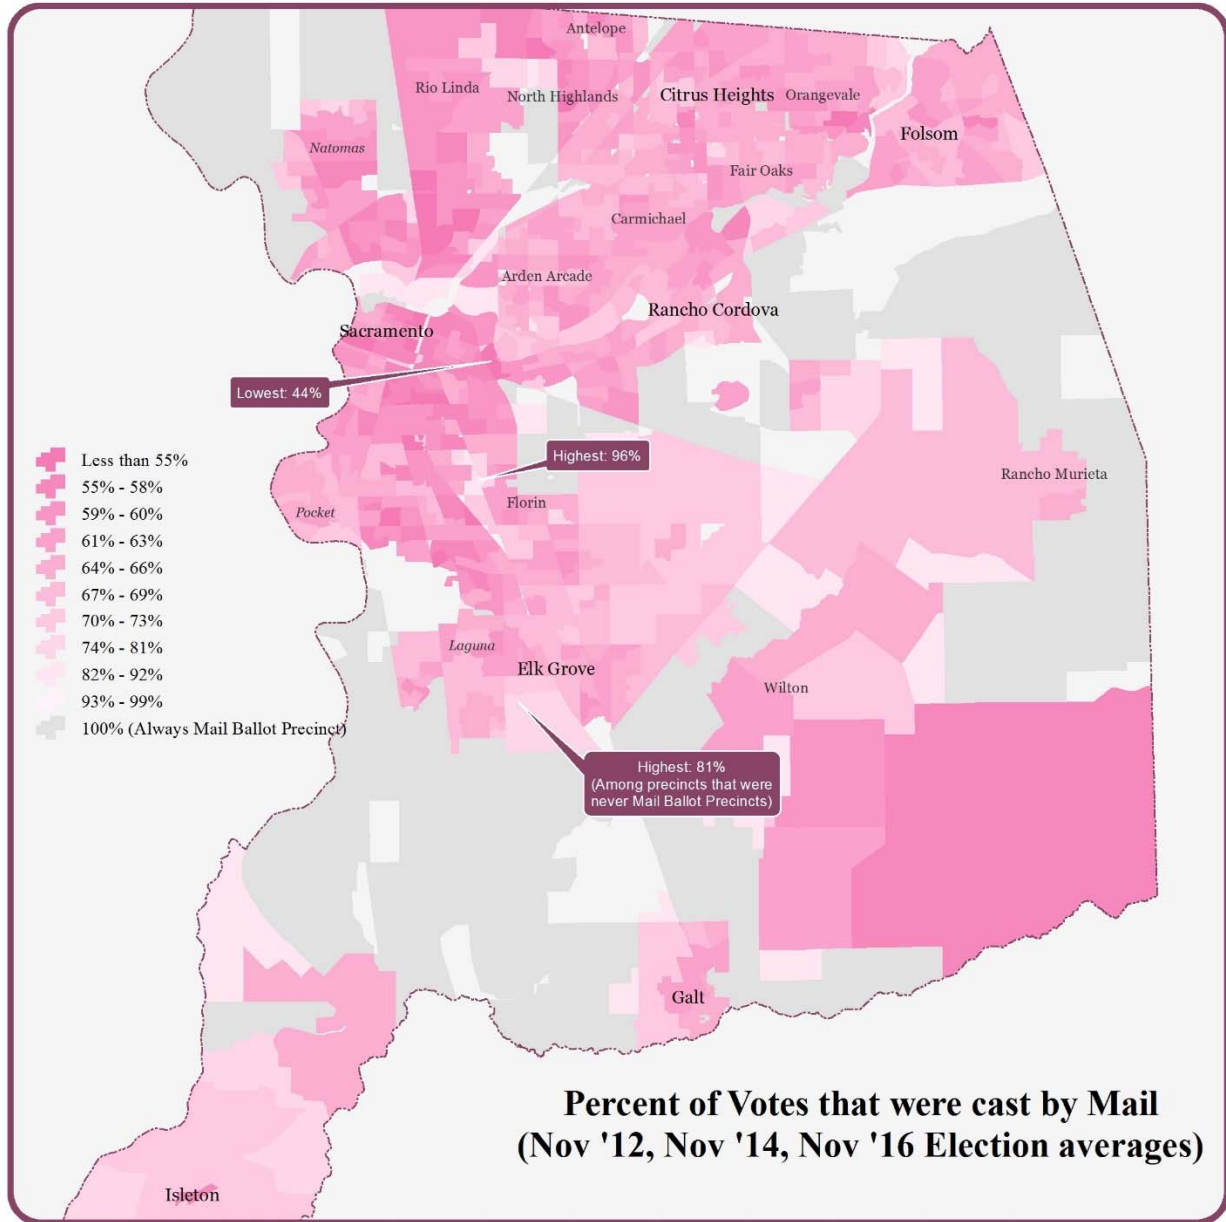 Antelope
Rio Linda
North Highlands
Citrus Heights
Orangevale
Folsom
Natomas
Fair Oaks
Carmichael
Arden Arcade
Rancho Cordova
Sacramento
Lowest: 44%
Highest: 96%
Less than 55%
55% - 58%
59% - 60%
61% - 63%
64% - 66%
67% - 69%
70% - 73%
74% - 81%
82% - 92%
93% - 99%
100% (Always Mail Ballot Precinct)
Rancho Murieta
Florin
Pocket
Laguna
Elk Grove
Wilton
Highest: 81%
(Among precincts that were
never Mail Ballot Precincts)
Galt
Percent of Votes that were cast by Mail
(Nov '12, Nov '14, Nov '16 Election averages)
Isleton